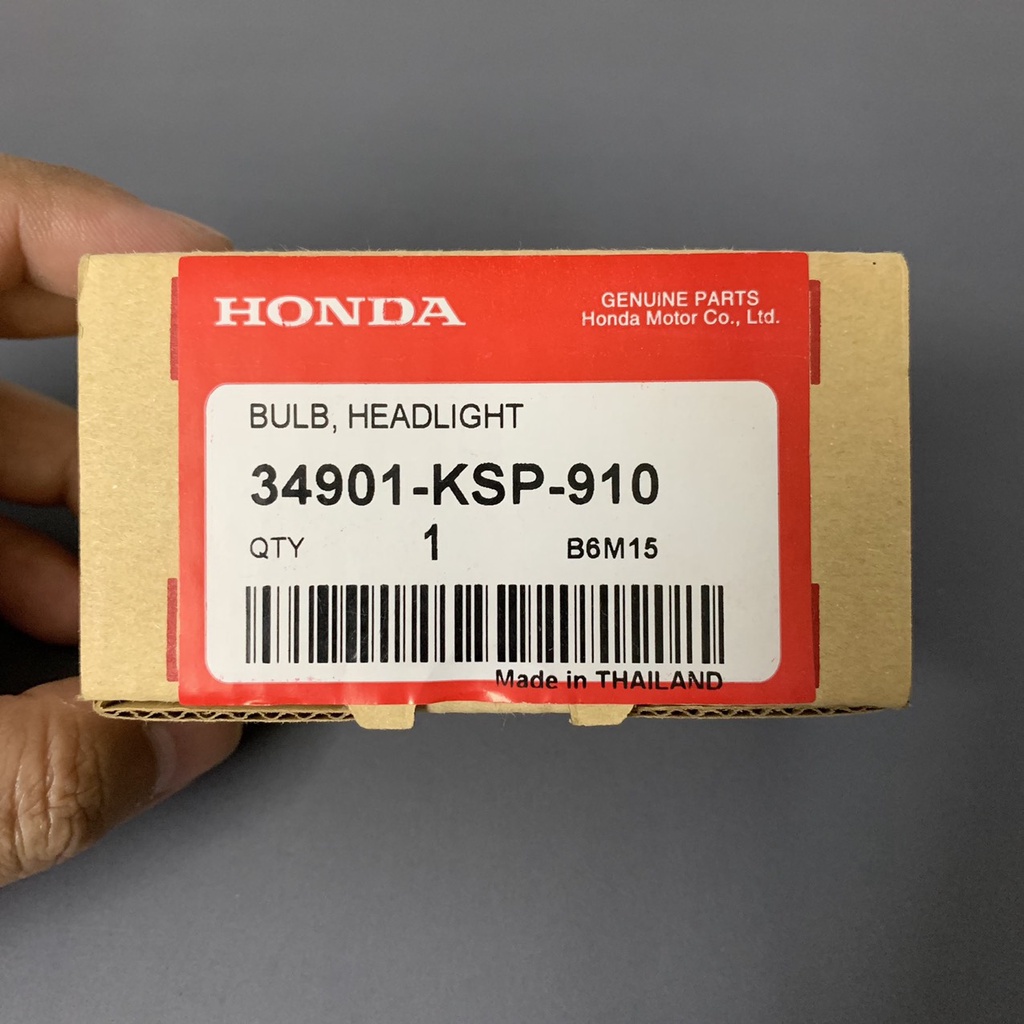 HONDA
GENUINE PARTS
Honda Motor Co., Ltd.
BULB, HEADLIGHT
34901-KSP-910
QTY 1 B6M15
Made in THAILAND